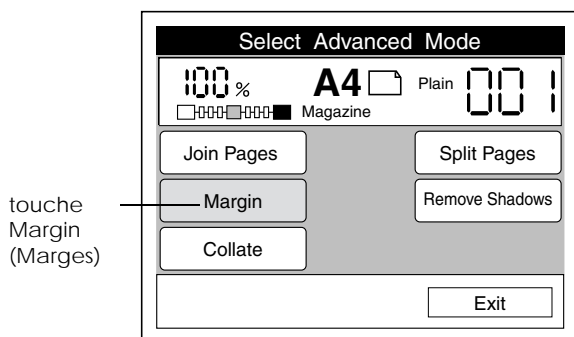 Select Advanced Mode
100 % A4 Plain 001
Magazine
Join Pages Split Pages
touche
Margin
(Marges)
Margin Remove Shadows
Collate
Exit